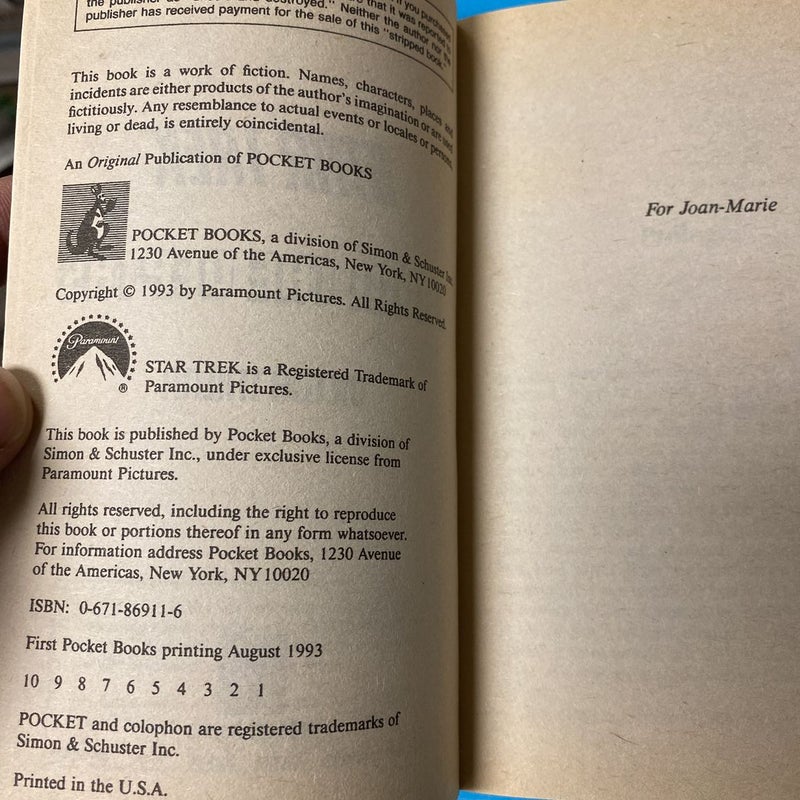 the publisher as
destroyed." Neither the author nor the
publisher has received payment for the sale of this "stripped book."
This book is a work of fiction. Names, characters, places and
incidents are either products of the author's imagination or are used
fictitiously. Any resemblance to actual events or locales or persons,
living or dead, is entirely coincidental.
An Original Publication of POCKET BOOKS
POCKET BOOKS, a division of Simon & Schuster Inc.
1230 Avenue of the Americas, New York, NY 10020
Copyright © 1993 by Paramount Pictures. All Rights Reserved.
Paramount
®
STAR TREK is a Registered Trademark of
Paramount Pictures.
This book is published by Pocket Books, a division of
Simon & Schuster Inc., under exclusive license from
Paramount Pictures.
All rights reserved, including the right to reproduce
this book or portions thereof in any form whatsoever.
For information address Pocket Books, 1230 Avenue
of the Americas, New York, NY 10020
ISBN: 0-671-86911-6
First Pocket Books printing August 1993
10 9 8 7 6 5 4 3 2 1
POCKET and colophon are registered trademarks of
Simon & Schuster Inc.
Printed in the U.S.A.
For Joan-Marie